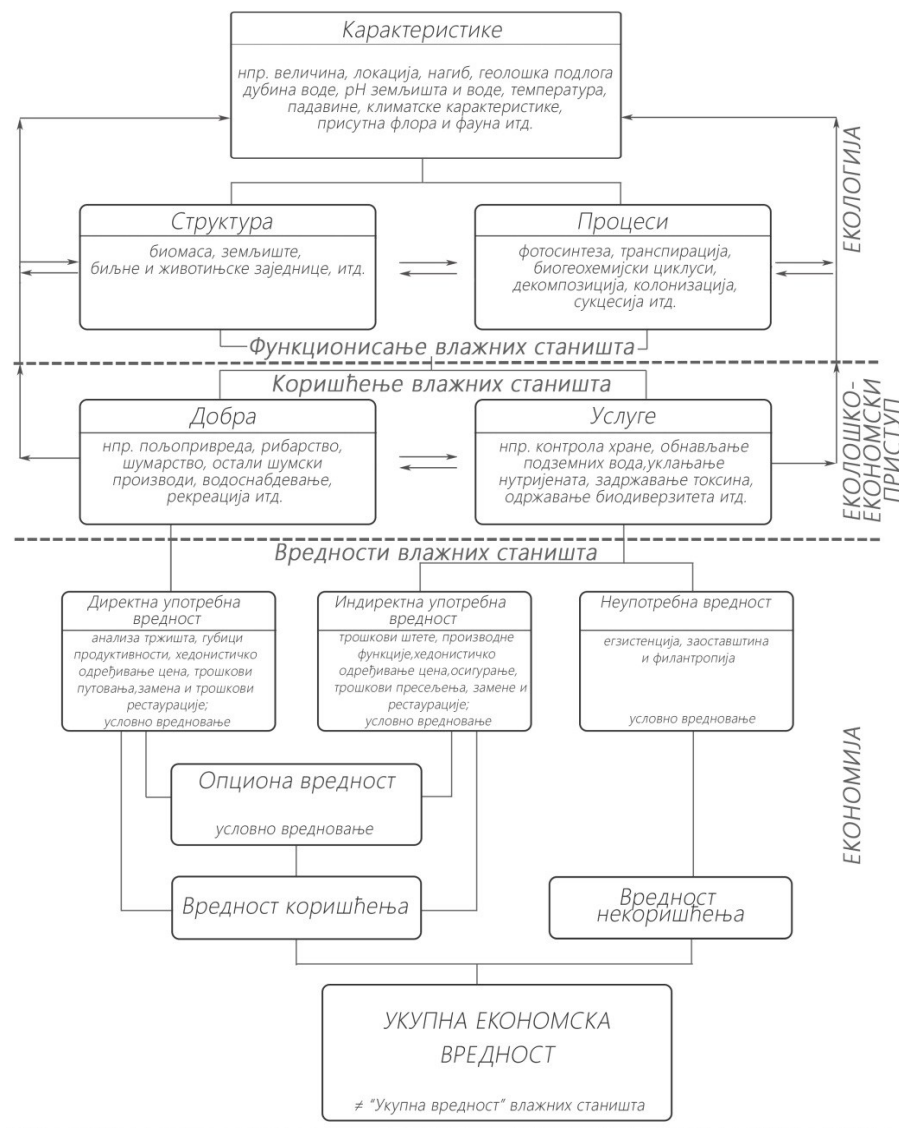 Карактеристике
нпр. величина, локација, нагиб, геолошка подлога
дубина воде, pH земљишта и воде, температура,
падавине, климатске карактеристике,
присутна флора и фауна итд.
ЕКОЛОГИЈА
Структура
биомаса, земљиште,
биљне и животињске заједнице, итд.
Процеси
фотосинтеза, транспирација,
биогеохемијски циклуси,
декомпозиција, колонизација,
сукцесија итд.
Функционисање влажних станишта
Коришћење влажних станишта
ЕКОЛОШКО-
ЕКОНОМСКИ
ПРИСТУП
Добра
нпр. пољопривреда, рибарство,
шумарство, остали шумски
производи, водоснабдевање,
рекреација итд.
Услуге
нпр. контрола хране, обнављање
подземних вода,уклањање
нутријената, задржавање токсина,
одржавање биодиверзитета итд.
Вредности влажних станишта
Директна употребна
вредност
анализа тржишта, губици
продуктивности, хедонистичко
одређивање цена, трошкови
путовања,замена и трошкови
рестаурације;
условно вредновање
Индиректна употребна
вредност
трошкови штете, производне
функције,хедонистичко
одређивање цена,осигурање,
трошкови пресељења, замене и
рестаурације;
условно вредновање
Неупотребна вредност
егзистенција, заоставштина
и филантропија
условно вредновање
ЕКОНОМИЈА
Опциона вредност
условно вредновање
Вредност коришћења
Вредност
некоришћења
УКУПНА ЕКОНОМСКА
ВРЕДНОСТ
≠ “Укупна вредност” влажних станишта